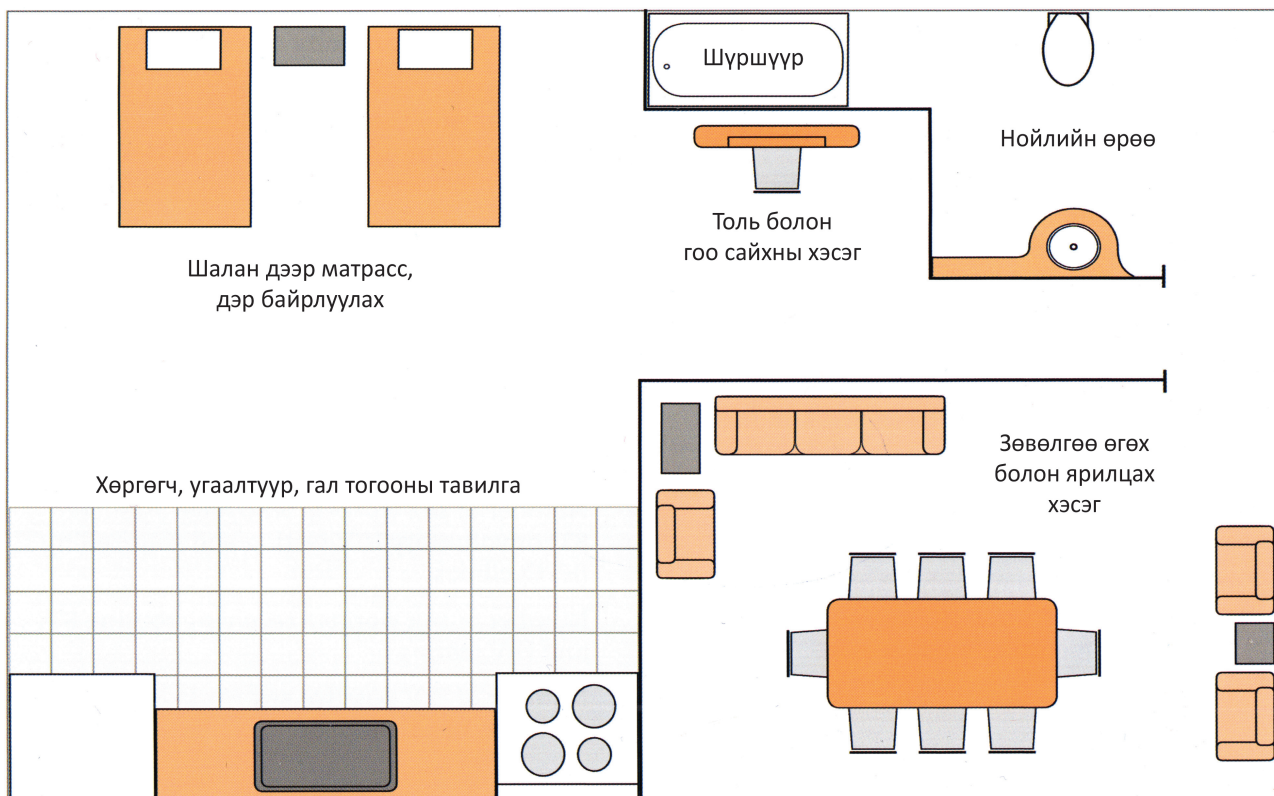 Шүршүүр
Нойлийн өрөө
Толь болон
гоо сайхны хэсэг
Шалан дээр матрасс,
дэр байрлуулах
Зөвөлгөө өгөх
болон ярилцах
хэсэг
Хөргөгч, угаалтуур, гал тогооны тавилга